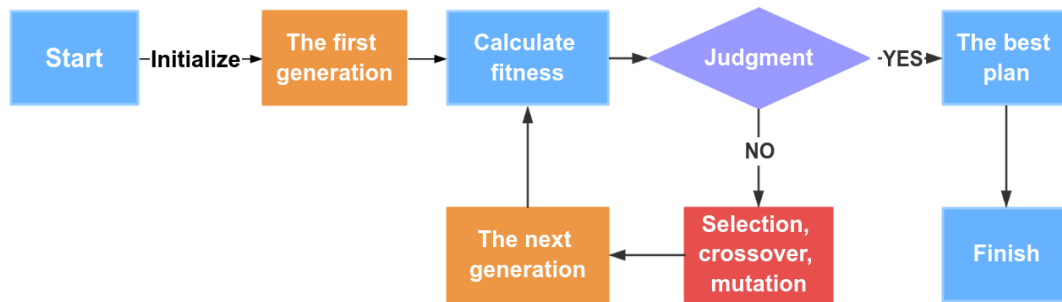 Start
Initialize
The first
generation
Calculate
fitness
Judgment
YES
The best
plan
NO
The next
generation
Selection,
crossover,
mutation
Finish